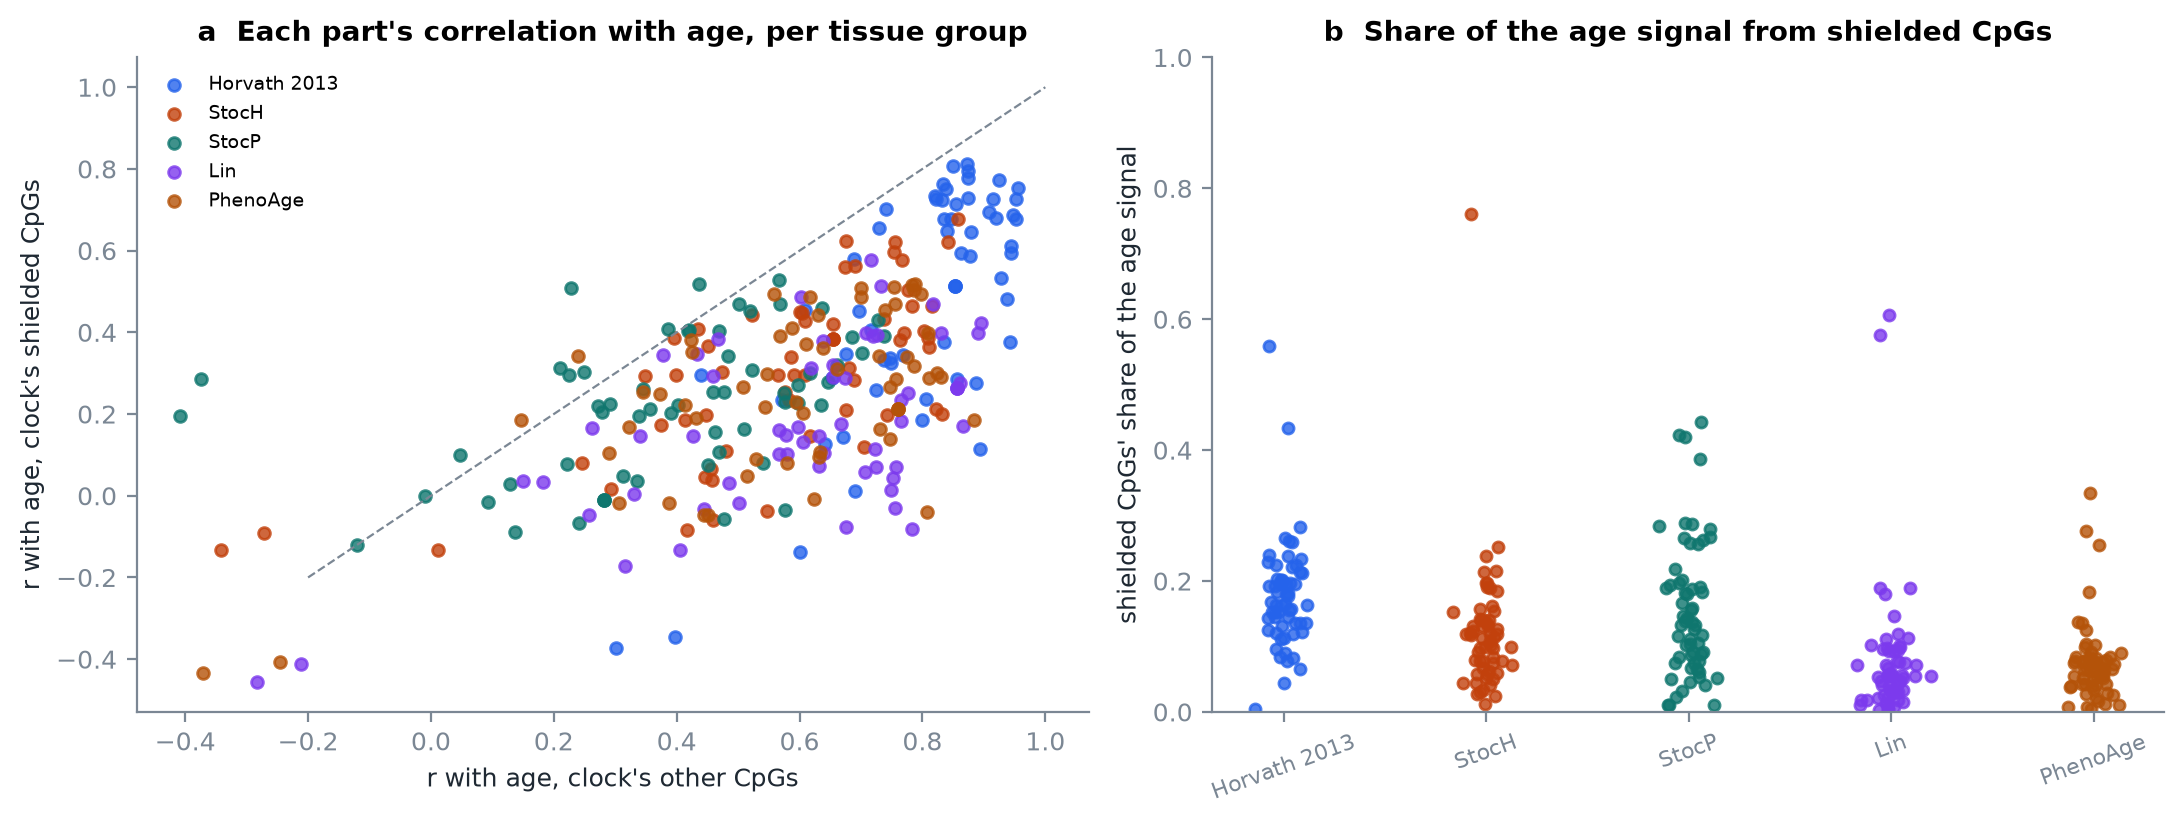 a  Each part's correlation with age, per tissue group
Horvath 2013
StocH
StocP
Lin
PhenoAge
1.0
0.8
0.6
0.4
0.2
0.0
−0.2
−0.4
r with age, clock's shielded CpGs
−0.4
−0.2
0.0
0.2
0.4
0.6
0.8
1.0
r with age, clock's other CpGs
b  Share of the age signal from shielded CpGs
1.0
0.8
0.6
0.4
0.2
0.0
shielded CpGs' share of the age signal
Horvath 2013
StocH
StocP
Lin
PhenoAge